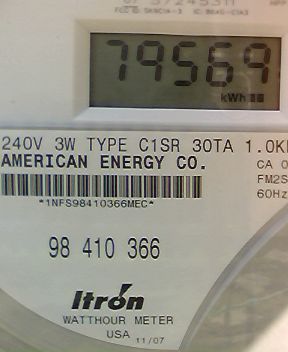 79569
kWh
240V 3W TYPE C1SR 30TA 1.0K
AMERICAN ENERGY CO. CA 0
*1NFS98410366MEC* FM2S
60Hz
98 410 366
Itrón
WATTHOUR METER
USA 11/07